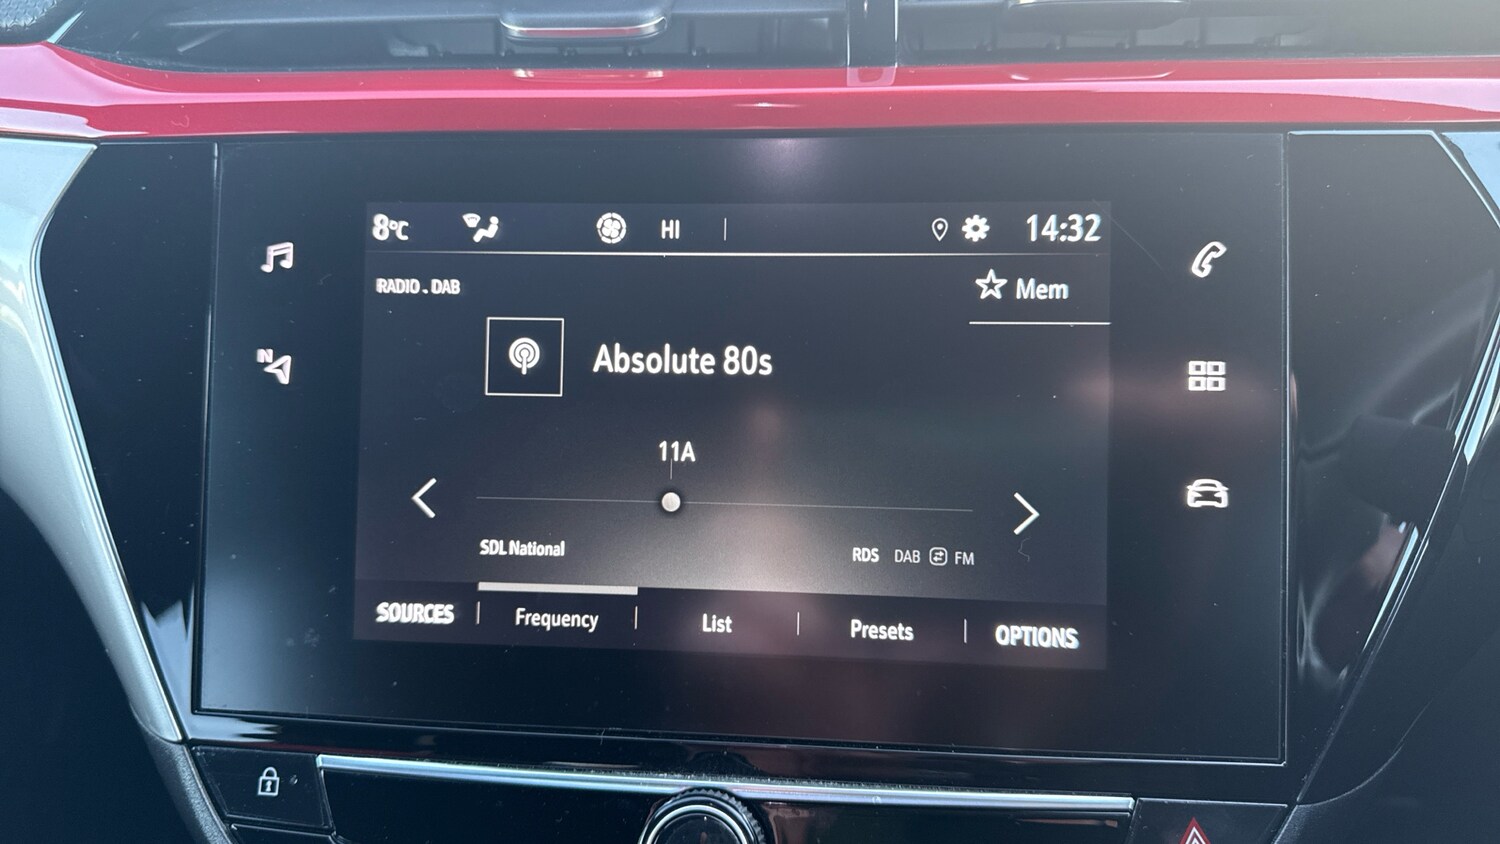 8°C HI 14:32
RADIO . DAB
Mem
Absolute 80s
11A
SDL National
RDS DAB FM
SOURCES Frequency List Presets OPTIONS
N